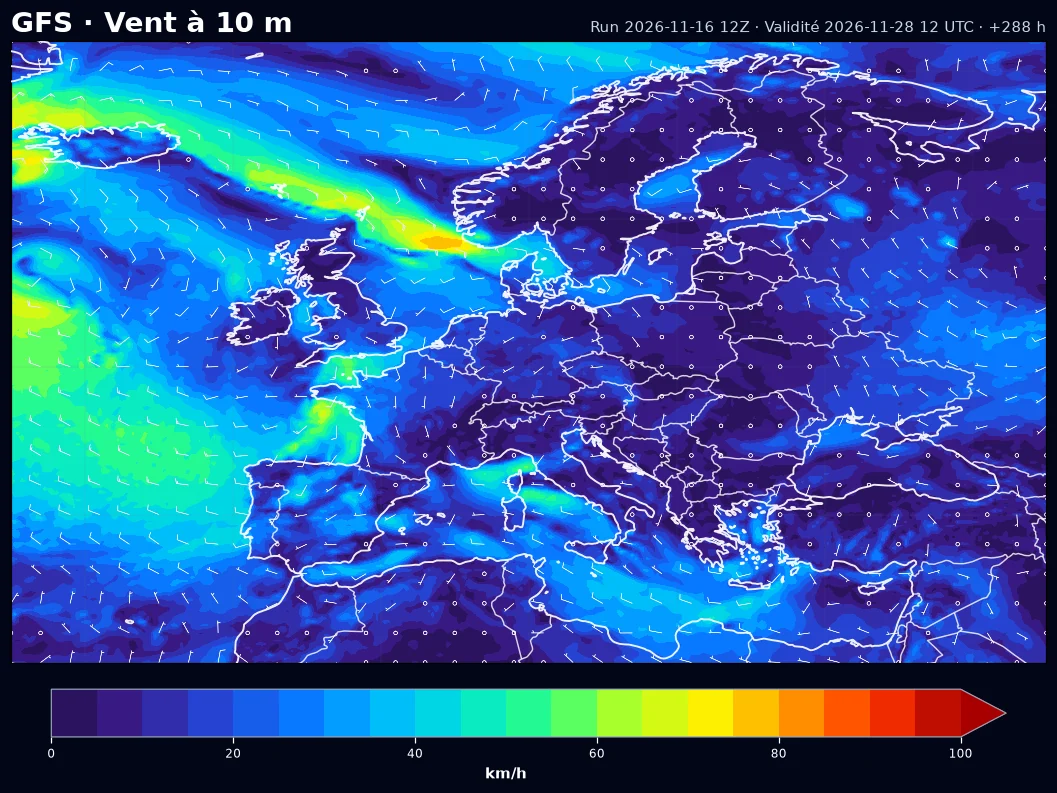 GFS · Vent à 10 m
Run 2026-11-16 12Z · Validité 2026-11-28 12 UTC · +288 h
0 20 40 60 80 100
km/h